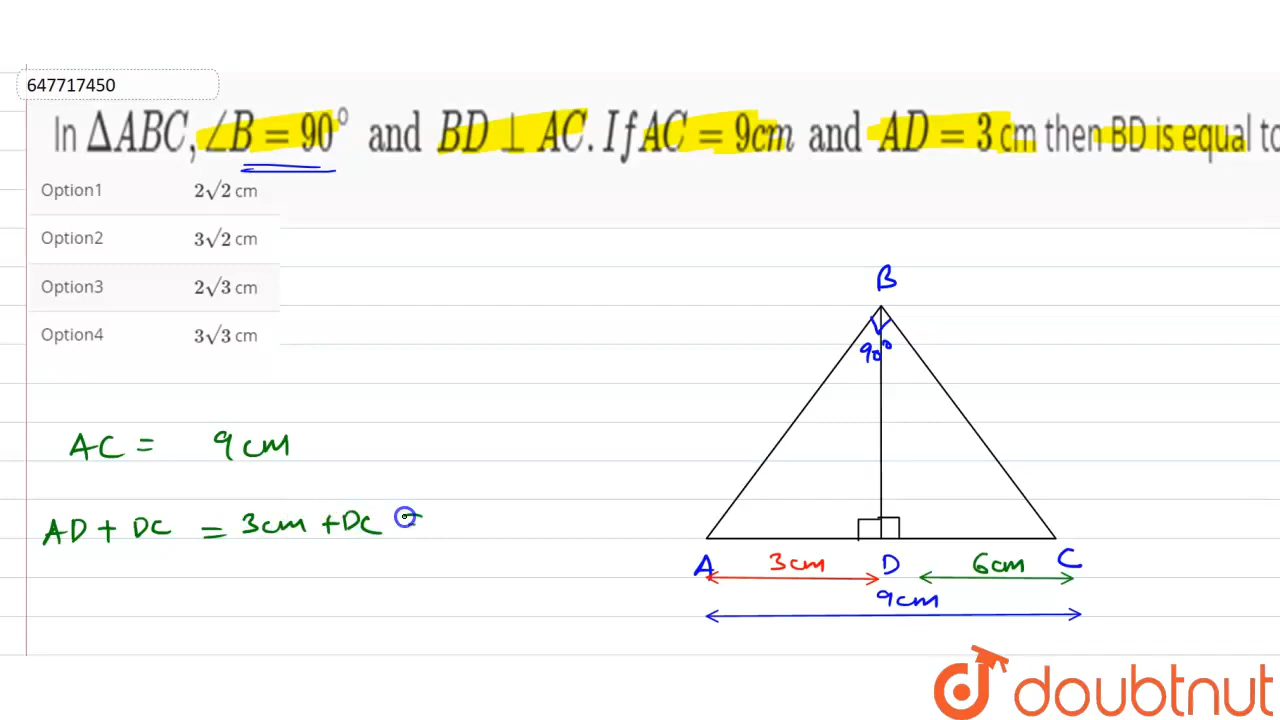 647717450
In ΔABC, ∠B = 90° and BD ⊥ AC. If AC = 9cm and AD = 3 cm then BD is equal to
Option1 2√2 cm
Option2 3√2 cm
Option3 2√3 cm
Option4 3√3 cm
B
90°
AC = 9cm
AD + DC = 3cm + DC =
A 3cm D 6cm C
9cm
doubtnut